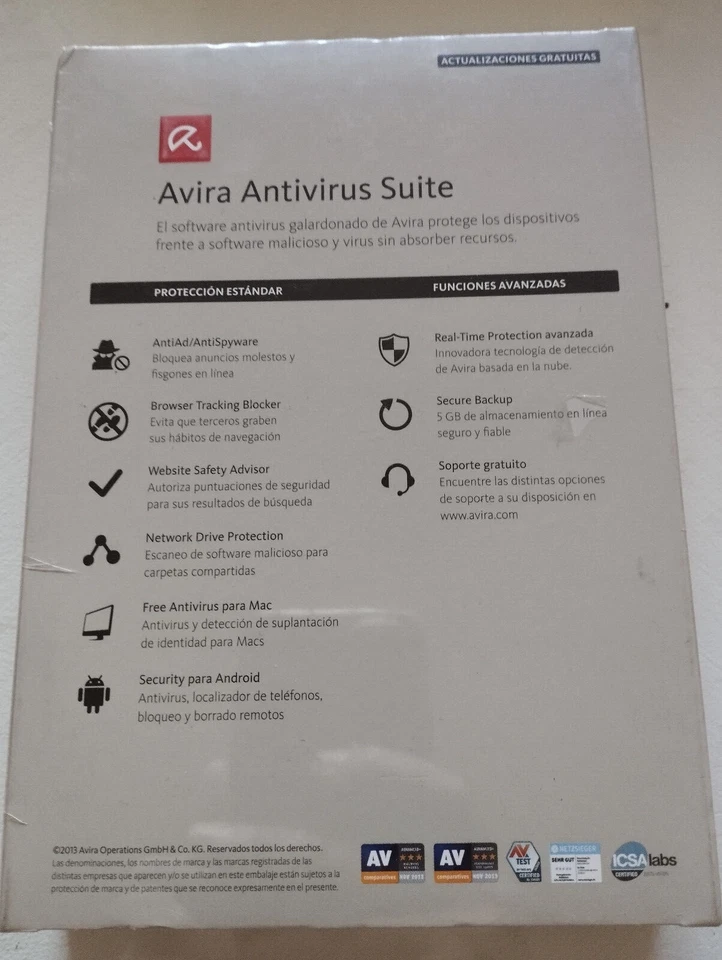 ACTUALIZACIONES GRATUITAS
Avira Antivirus Suite
El software antivirus galardonado de Avira protege los dispositivos
frente a software malicioso y virus sin absorber recursos.
PROTECCIÓN ESTÁNDAR
AntiAd/AntiSpyware
Bloquea anuncios molestos y
fisgones en línea
Browser Tracking Blocker
Evita que terceros graben
sus hábitos de navegación
Website Safety Advisor
Autoriza puntuaciones de seguridad
para sus resultados de búsqueda
Network Drive Protection
Escaneo de software malicioso para
carpetas compartidas
Free Antivirus para Mac
Antivirus y detección de suplantación
de identidad para Macs
Security para Android
Antivirus, localizador de teléfonos,
bloqueo y borrado remotos
FUNCIONES AVANZADAS
Real-Time Protection avanzada
Innovadora tecnología de detección
de Avira basada en la nube.
Secure Backup
5 GB de almacenamiento en línea
seguro y fiable
Soporte gratuito
Encuentre las distintas opciones
de soporte a su disposición en
www.avira.com
©2013 Avira Operations GmbH & Co. KG. Reservados todos los derechos.
Las denominaciones, los nombres de marca y las marcas registradas de las
distintas empresas que aparecen y/o se utilizan en este embalaje están sujetos a la
protección de marca y de patentes que se reconoce expresamente en el presente.
AV
comparatives
AV
comparatives
AV
TEST
CERTIFIED
SEHR GUT
ICSA labs
CERTIFIED